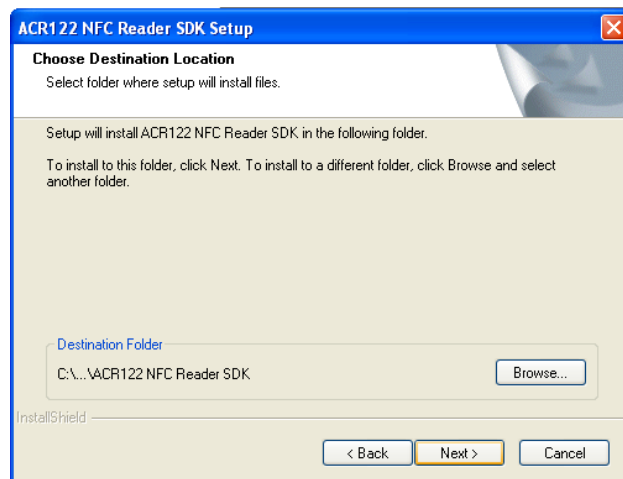 ACR122 NFC Reader SDK Setup
Choose Destination Location
Select folder where setup will install files.
Setup will install ACR122 NFC Reader SDK in the following folder.
To install to this folder, click Next. To install to a different folder, click Browse and select
another folder.
Destination Folder
C:\...\ACR122 NFC Reader SDK
Browse...
InstallShield
< Back
Next >
Cancel